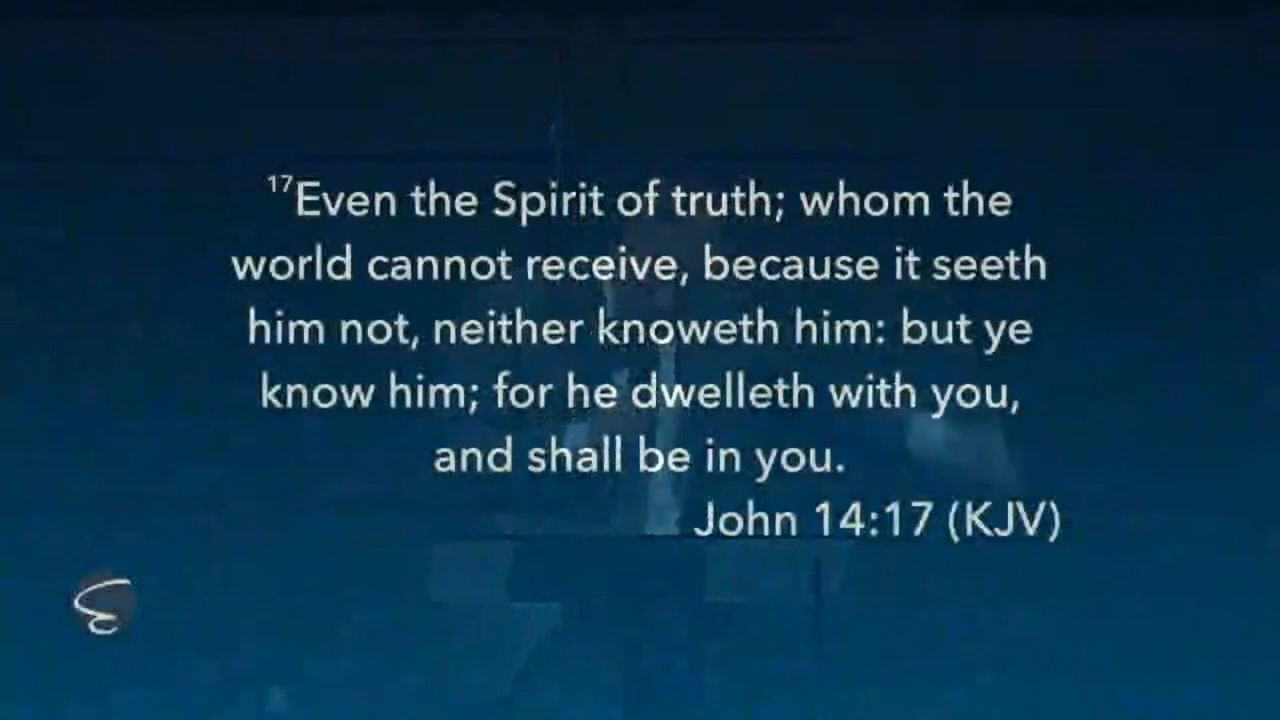 ¹⁷Even the Spirit of truth; whom the
world cannot receive, because it seeth
him not, neither knoweth him: but ye
know him; for he dwelleth with you,
and shall be in you.
John 14:17 (KJV)